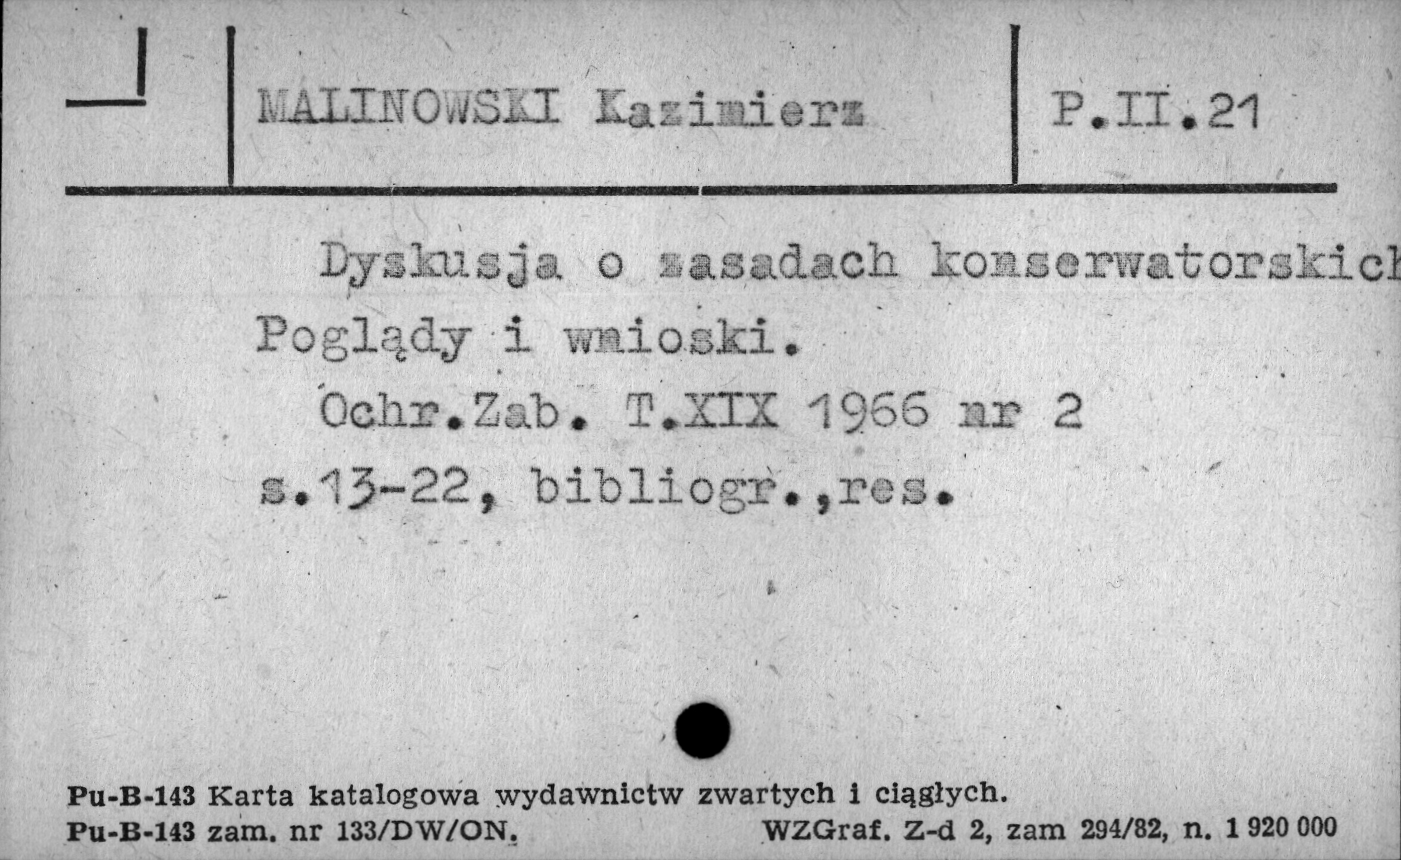 MALINOWSKI Kazimierz P.II.21
Dyskusja o zasadach konserwatorskich
Poglądy i wnioski.
Ochr.Zab. T.XIX 1966 nr 2
s.13-22, bibliogr.,res.
Pu-B-143 Karta katalogowa wydawnictw zwartych i ciągłych.
Pu-B-143 zam. nr 133/DW/ON. WZGraf. Z-d 2, zam 294/82, n. 1 920 000